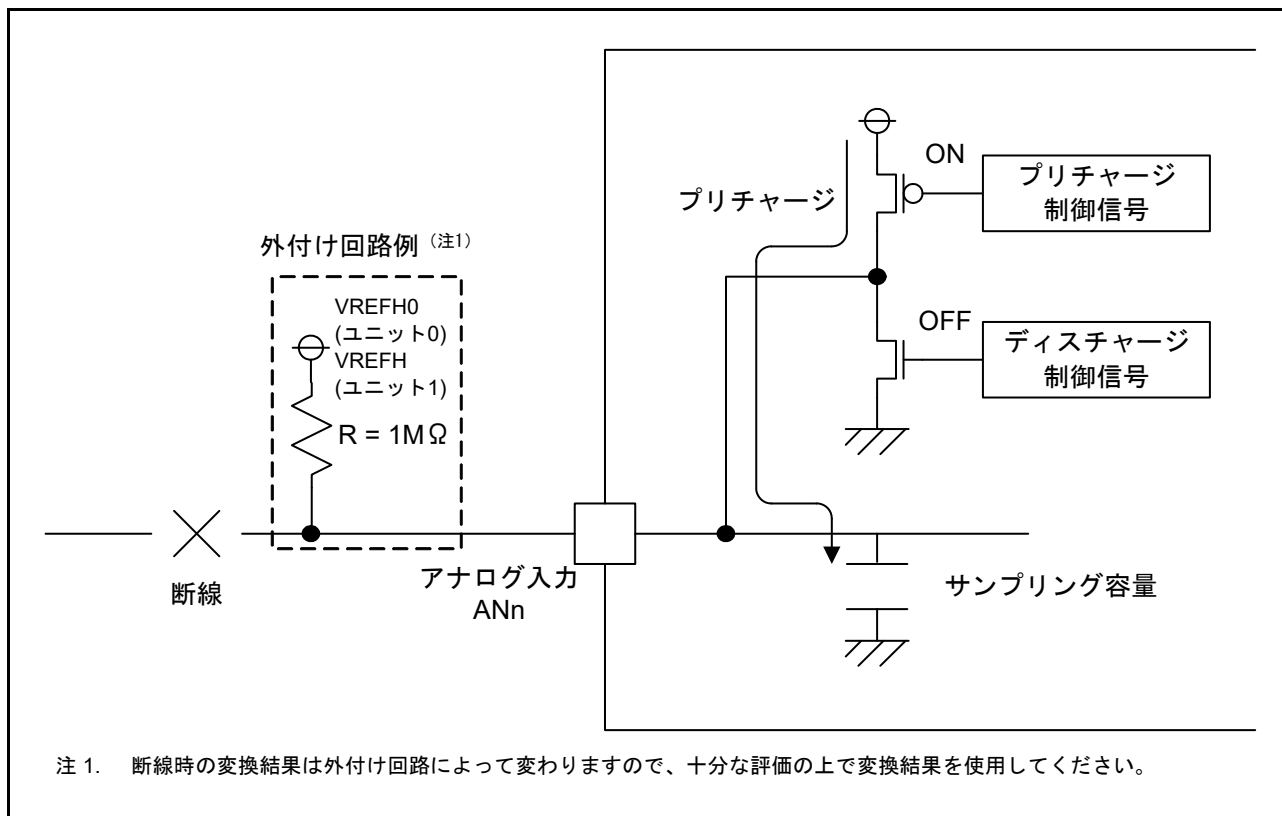 ON
プリチャージ
制御信号
プリチャージ
外付け回路例 (注1)
VREFH0
(ユニット0)
VREFH
(ユニット1)
R = 1MΩ
OFF
ディスチャージ
制御信号
断線
アナログ入力
ANn
サンプリング容量
注 1. 断線時の変換結果は外付け回路によって変わりますので、十分な評価の上で変換結果を使用してください。